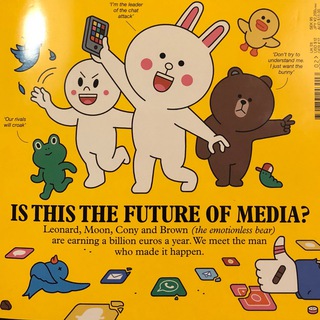 'I'm the leader
of the chat
attack'
'Don't try to
understand me
I just want the
bunny'
'Our rivals
will croak'
IS THIS THE FUTURE OF MEDIA?
Leonard, Moon, Cony and Brown (the emotionless bear)
are earning a billion euros a year. We meet the man
who made it happen.